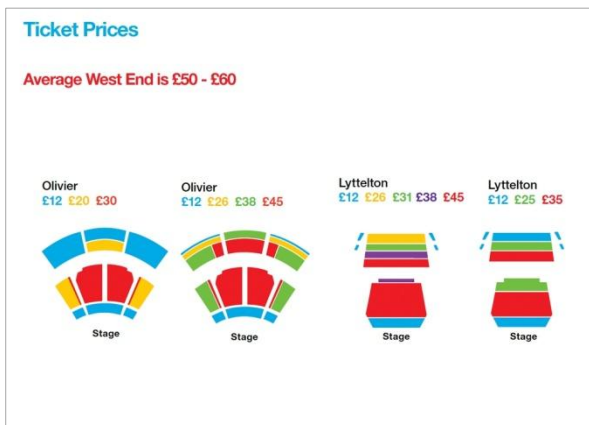 Ticket Prices
Average West End is £50 - £60
Olivier
£12 £20 £30
Olivier
£12 £26 £38 £45
Lyttelton
£12 £26 £31 £38 £45
Lyttelton
£12 £25 £35
Stage
Stage
Stage
Stage